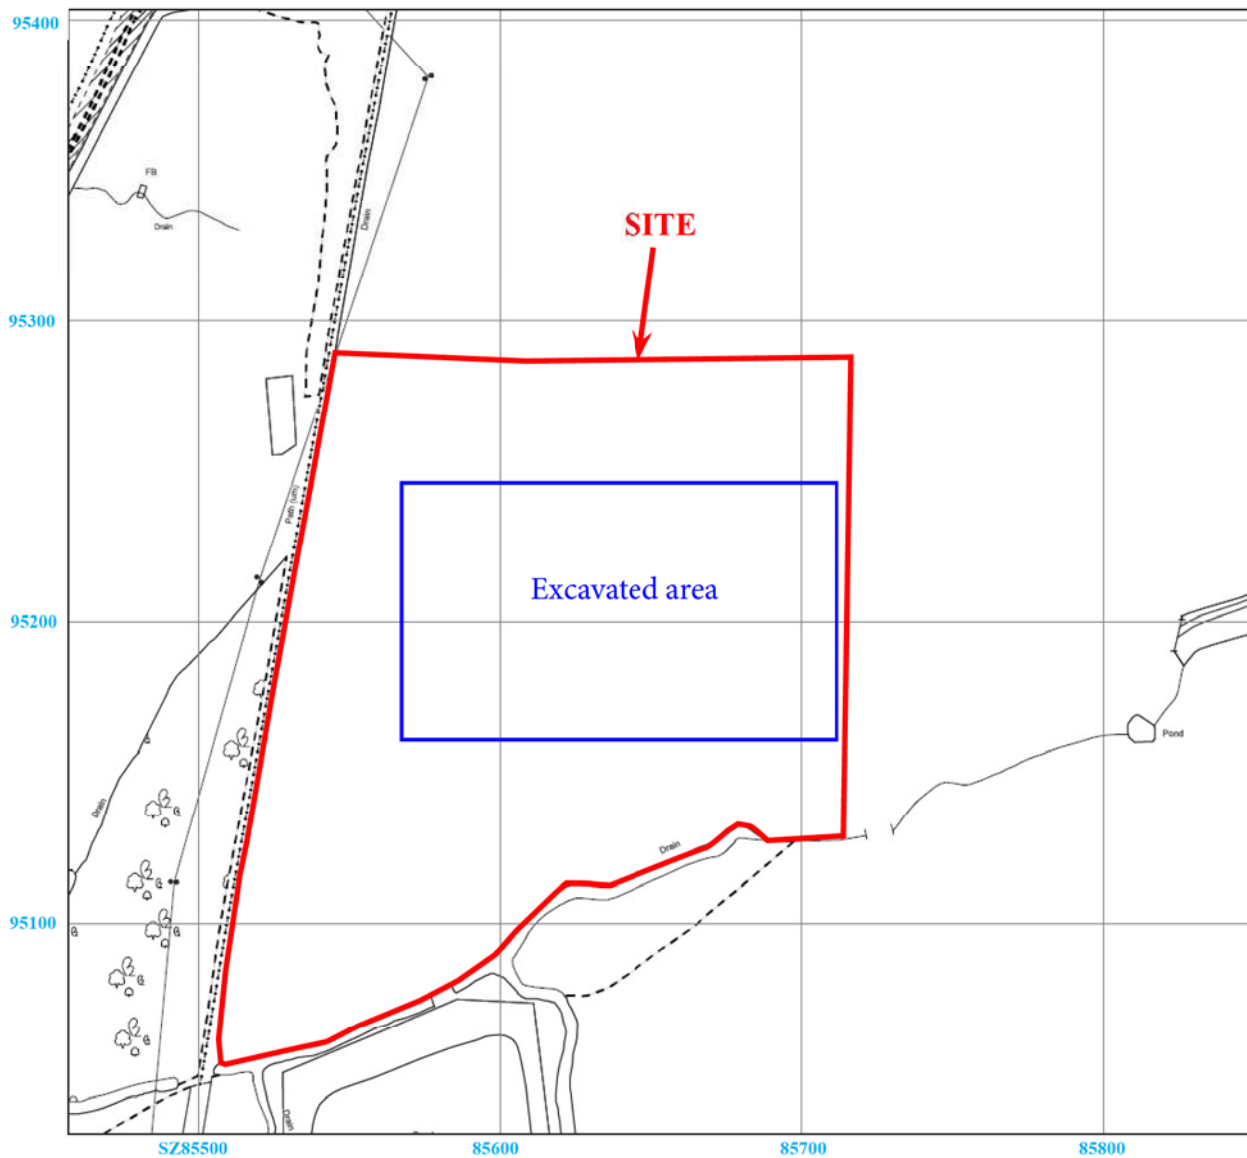 95400
FB
Drain
Drain
SITE
95300
Path (um)
Excavated area
95200
Pond
Drain
Drain
95100
Drain
SZ85500
85600
85700
85800